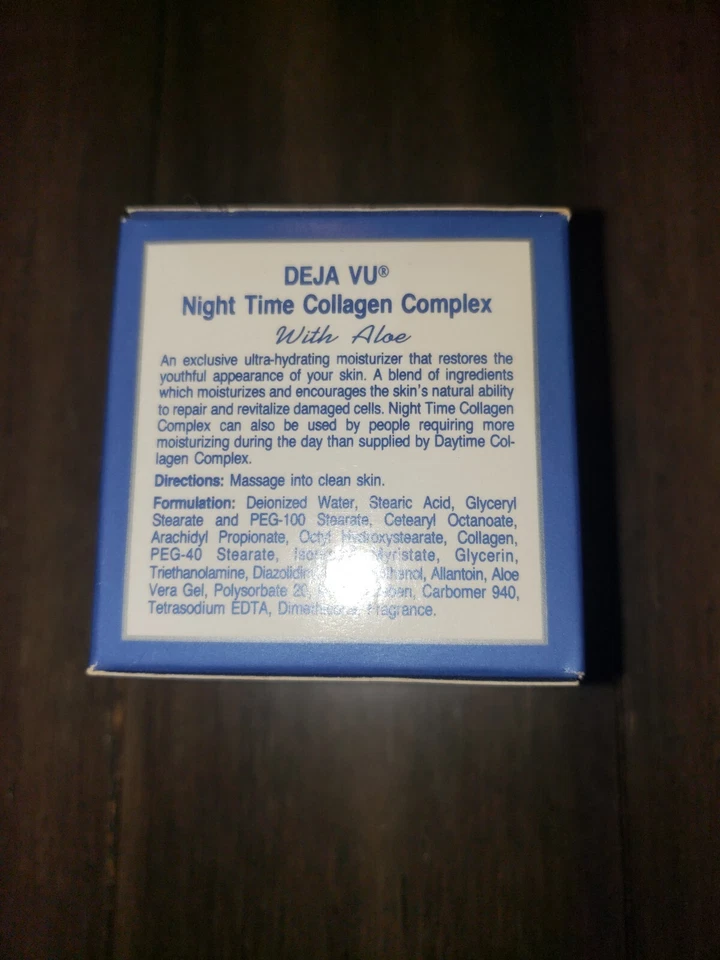 DEJA VU®
Night Time Collagen Complex
With Aloe
An exclusive ultra-hydrating moisturizer that restores the
youthful appearance of your skin. A blend of ingredients
which moisturizes and encourages the skin's natural ability
to repair and revitalize damaged cells. Night Time Collagen
Complex can also be used by people requiring more
moisturizing during the day than supplied by Daytime Col-
lagen Complex.
Directions: Massage into clean skin.
Formulation: Deionized Water, Stearic Acid, Glyceryl
Stearate and PEG-100 Stearate, Cetearyl Octanoate,
Arachidyl Propionate, Octyl Hydroxystearate, Collagen,
PEG-40 Stearate, Myristate, Glycerin,
Triethanolamine, Allantoin, Aloe
Vera Gel, Polysorbate 20, Carbomer 940,
Tetrasodium EDTA, Dimethicone, Fragrance.